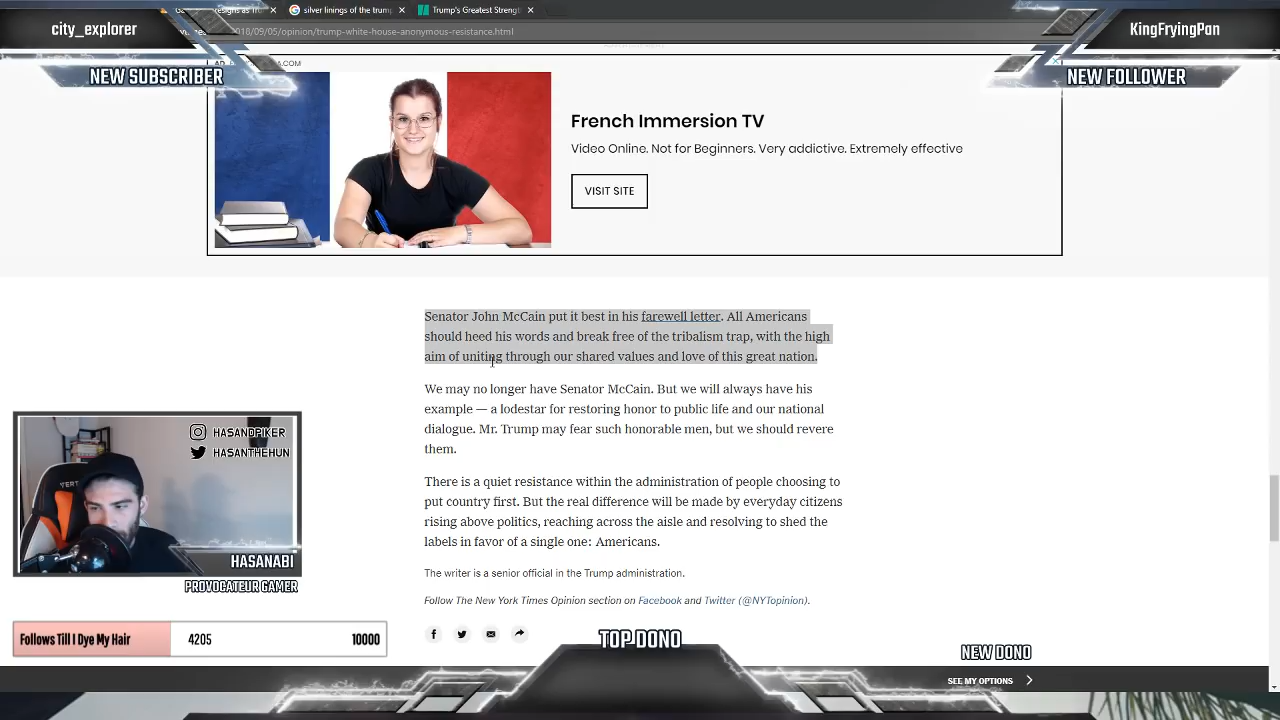 silver linings of the trum
Trump's Greatest Strengt
city_explorer
KingFryingPan
018/09/05/opinion/trump-white-house-anonymous-resistance.html
NEW SUBSCRIBER
NEW FOLLOWER
French Immersion TV
Video Online. Not for Beginners. Very addictive. Extremely effective
VISIT SITE
Senator John McCain put it best in his farewell letter. All Americans
should heed his words and break free of the tribalism trap, with the high
aim of uniting through our shared values and love of this great nation.
We may no longer have Senator McCain. But we will always have his
example — a lodestar for restoring honor to public life and our national
dialogue. Mr. Trump may fear such honorable men, but we should revere
them.
There is a quiet resistance within the administration of people choosing to
put country first. But the real difference will be made by everyday citizens
rising above politics, reaching across the aisle and resolving to shed the
labels in favor of a single one: Americans.
The writer is a senior official in the Trump administration.
Follow The New York Times Opinion section on Facebook and Twitter (@NYTopinion).
HASANDPIKER
HASANTHEHUN
HASANABI
PROVOCATEUR GAMER
Follows Till I Dye My Hair 4205 10000
TOP DONO
NEW DONO
SEE MY OPTIONS